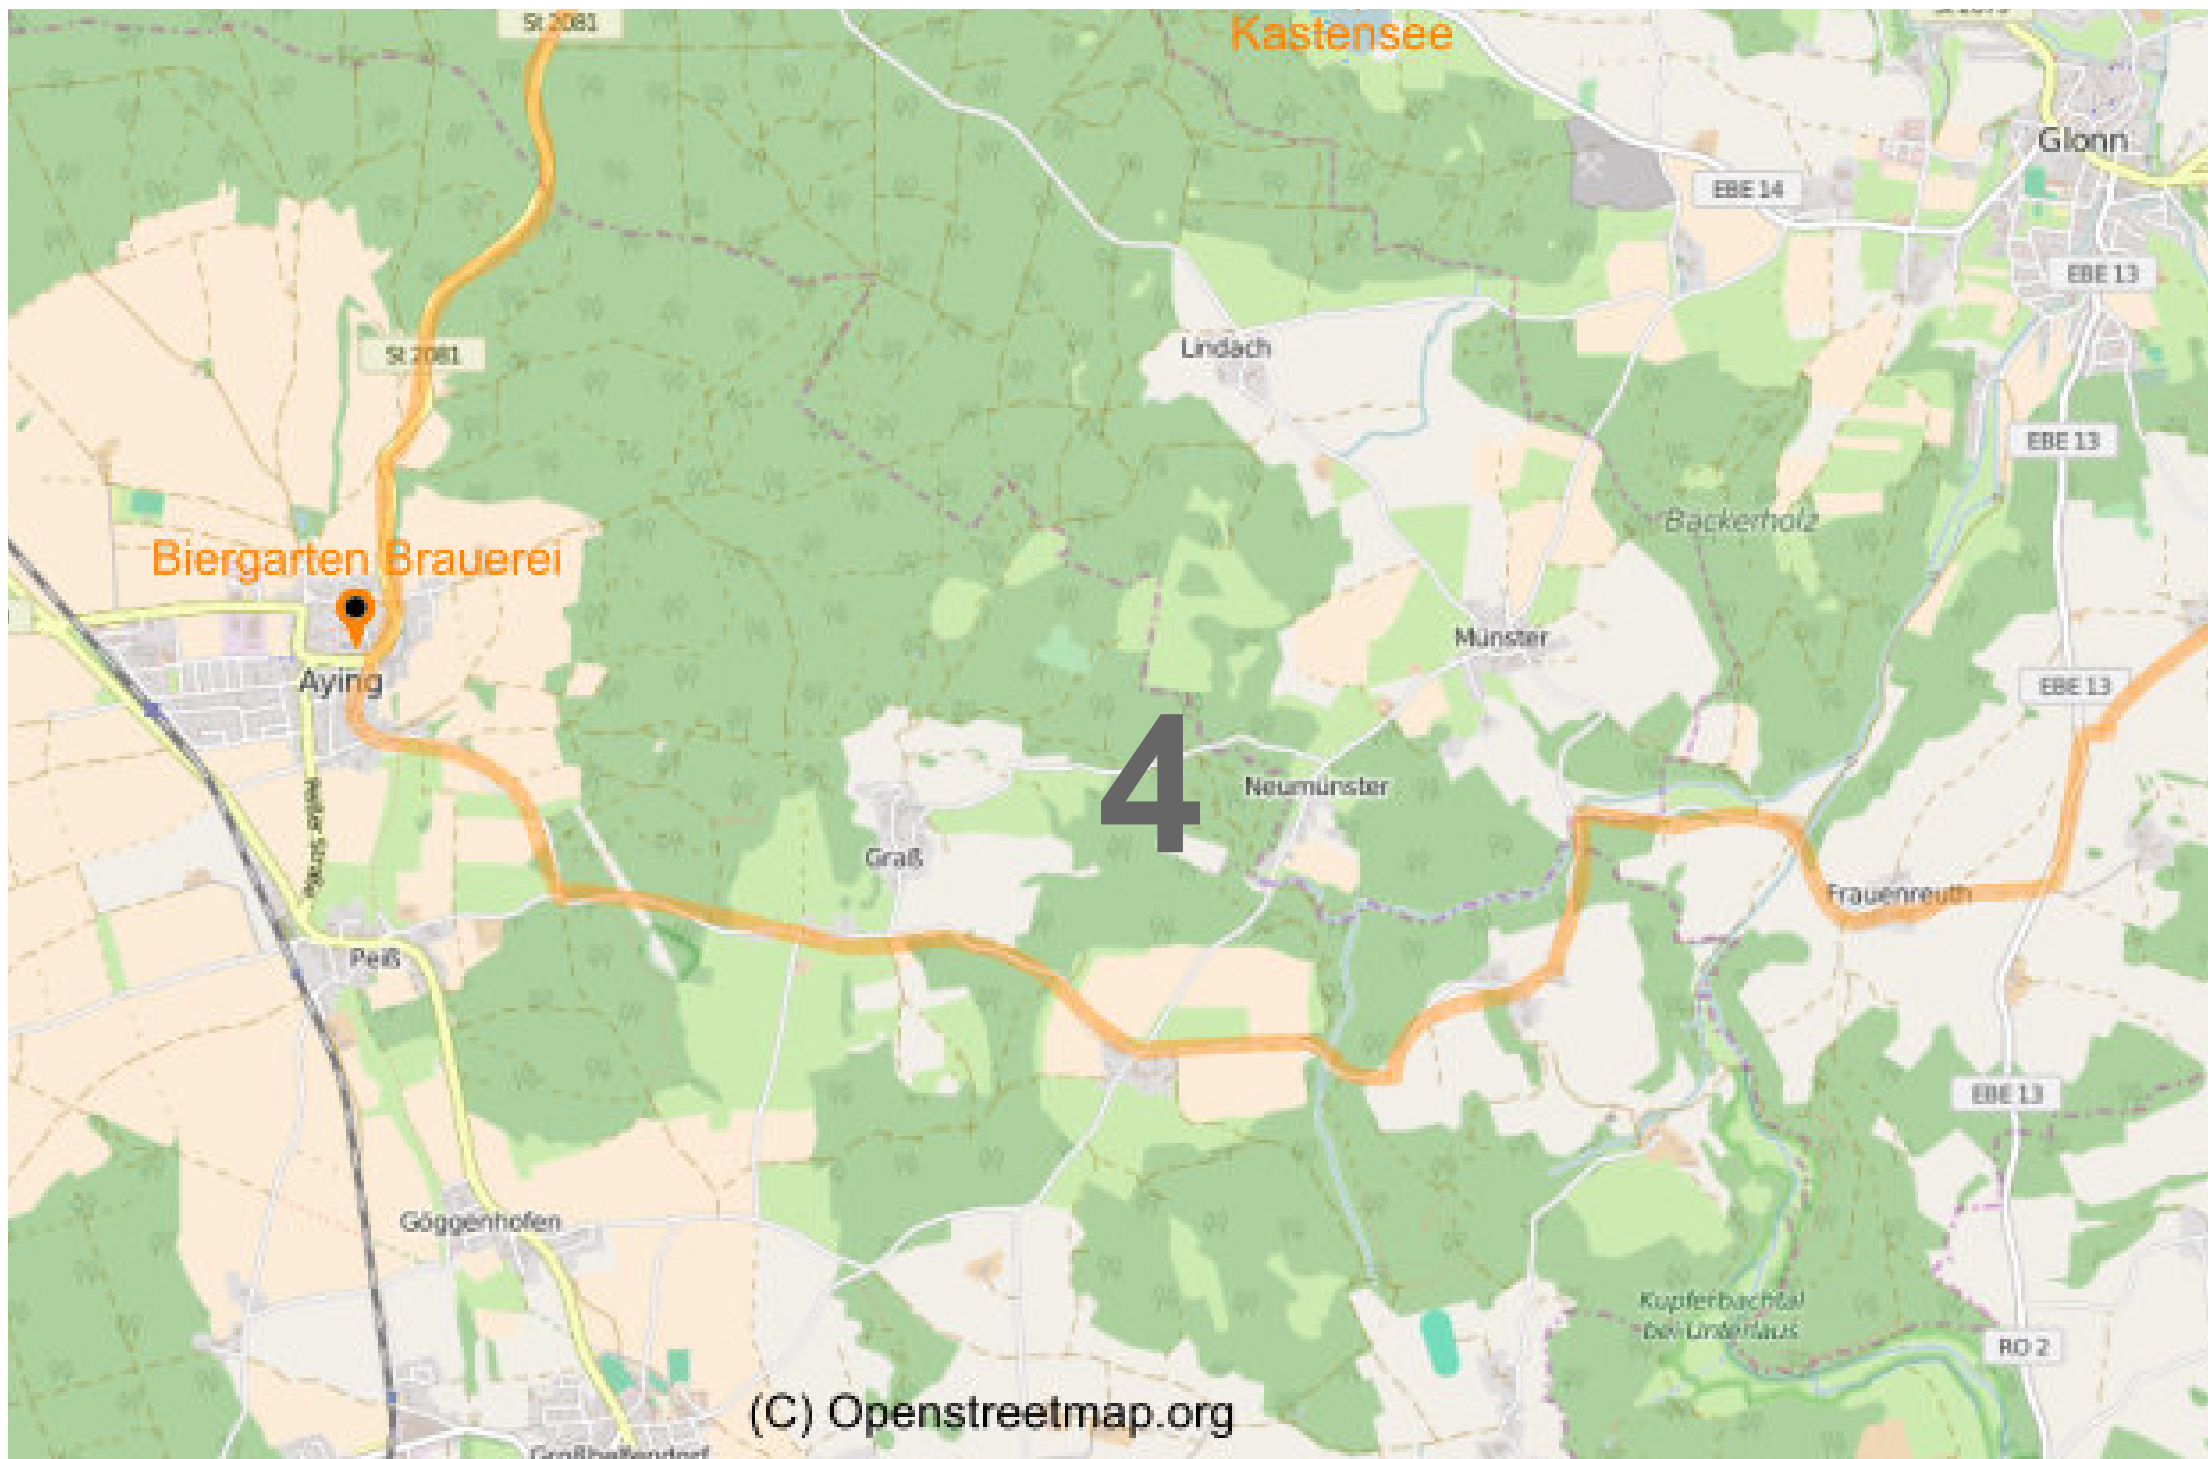 St 2081
Kastensee
Glonn
EBE 14
EBE 13
St 2081
Lindach
EBE 13
Backerholz
Biergarten Brauerei
Münster
Aying
EBE 13
4
Neumünster
Graß
Frauenreuth
Peiß
EBE 13
Göggenhofen
Kupferbachtal
bei Unterlaus
RO 2
(C) Openstreetmap.org
Großhelfendorf